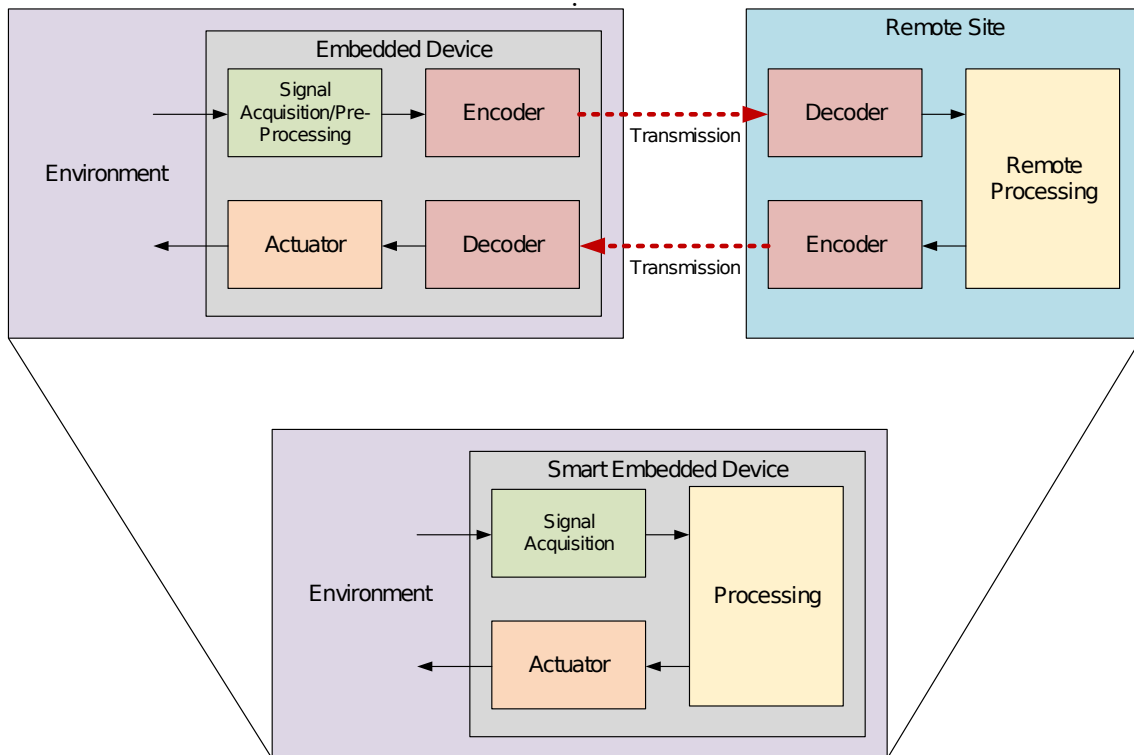 Embedded Device
Remote Site
Signal
Acquisition/Pre-
Processing
Encoder
Transmission
Decoder
Remote
Processing
Environment
Actuator
Decoder
Transmission
Encoder
Smart Embedded Device
Signal
Acquisition
Environment
Processing
Actuator